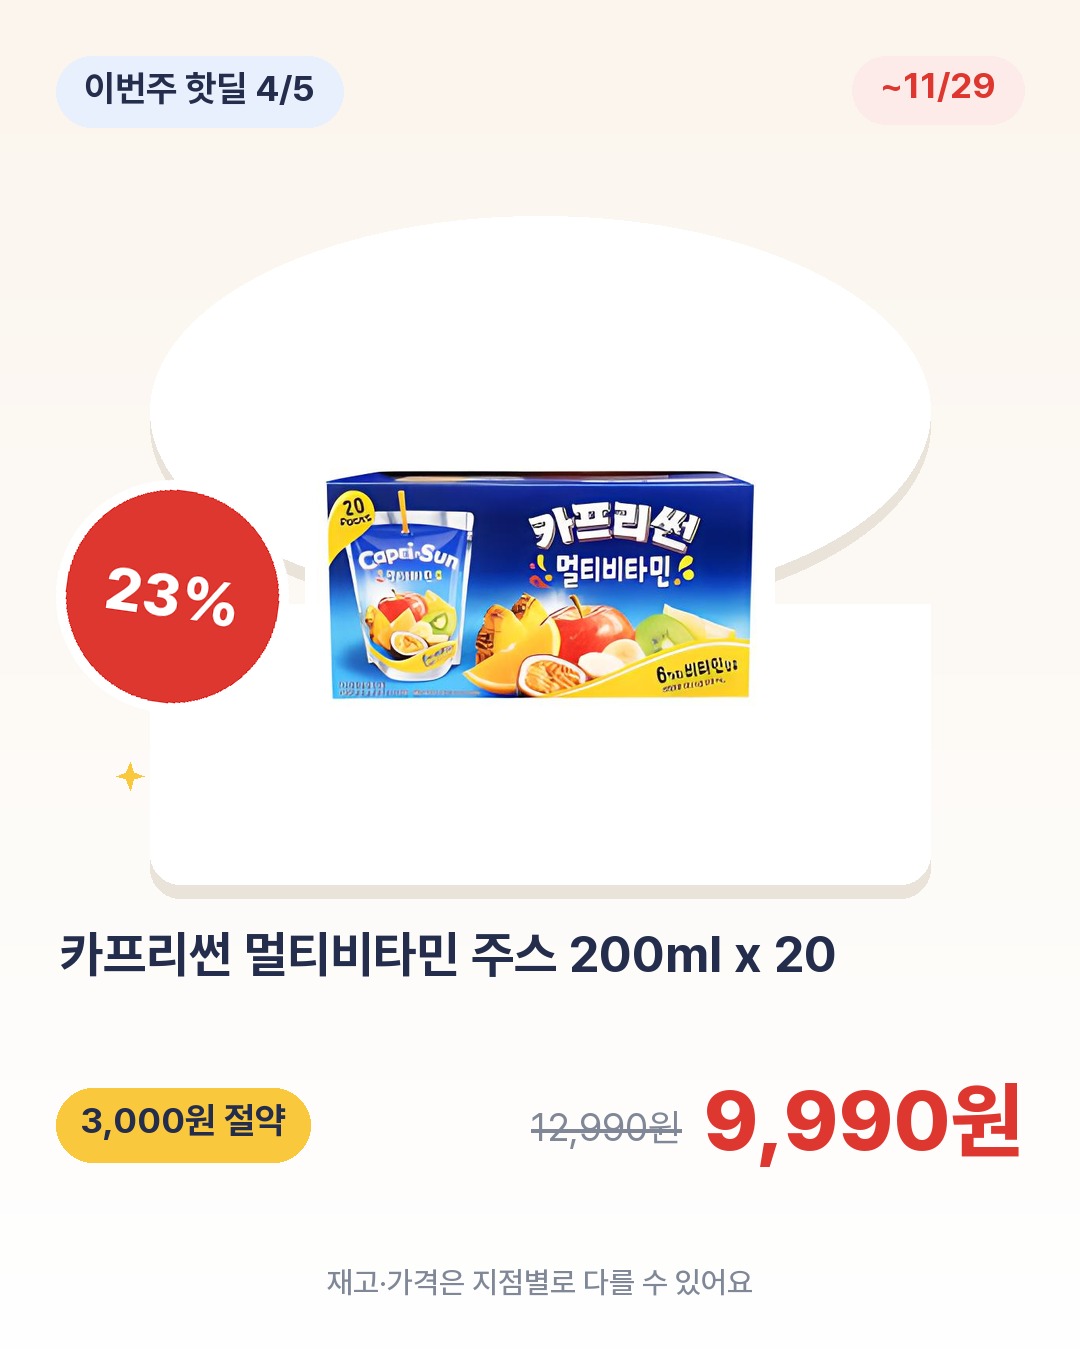 이번주 핫딜 4/5
~11/29
20
카프리썬
멀티비타민
23%
카프리썬 멀티비타민 주스 200ml x 20
3,000원 절약
12,990원
9,990원
재고·가격은 지점별로 다를 수 있어요